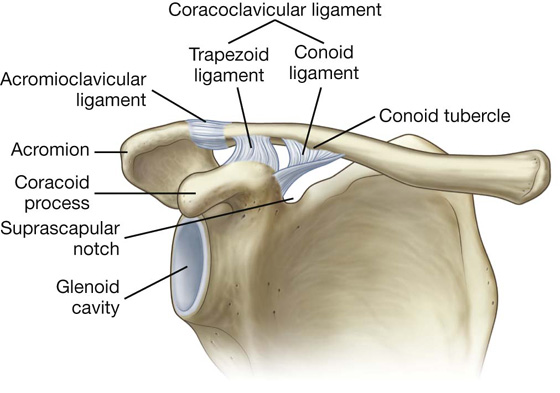 Coracoclavicular ligament
Trapezoid
ligament
Conoid
ligament
Acromioclavicular
ligament
Conoid tubercle
Acromion
Coracoid
process
Suprascapular
notch
Glenoid
cavity